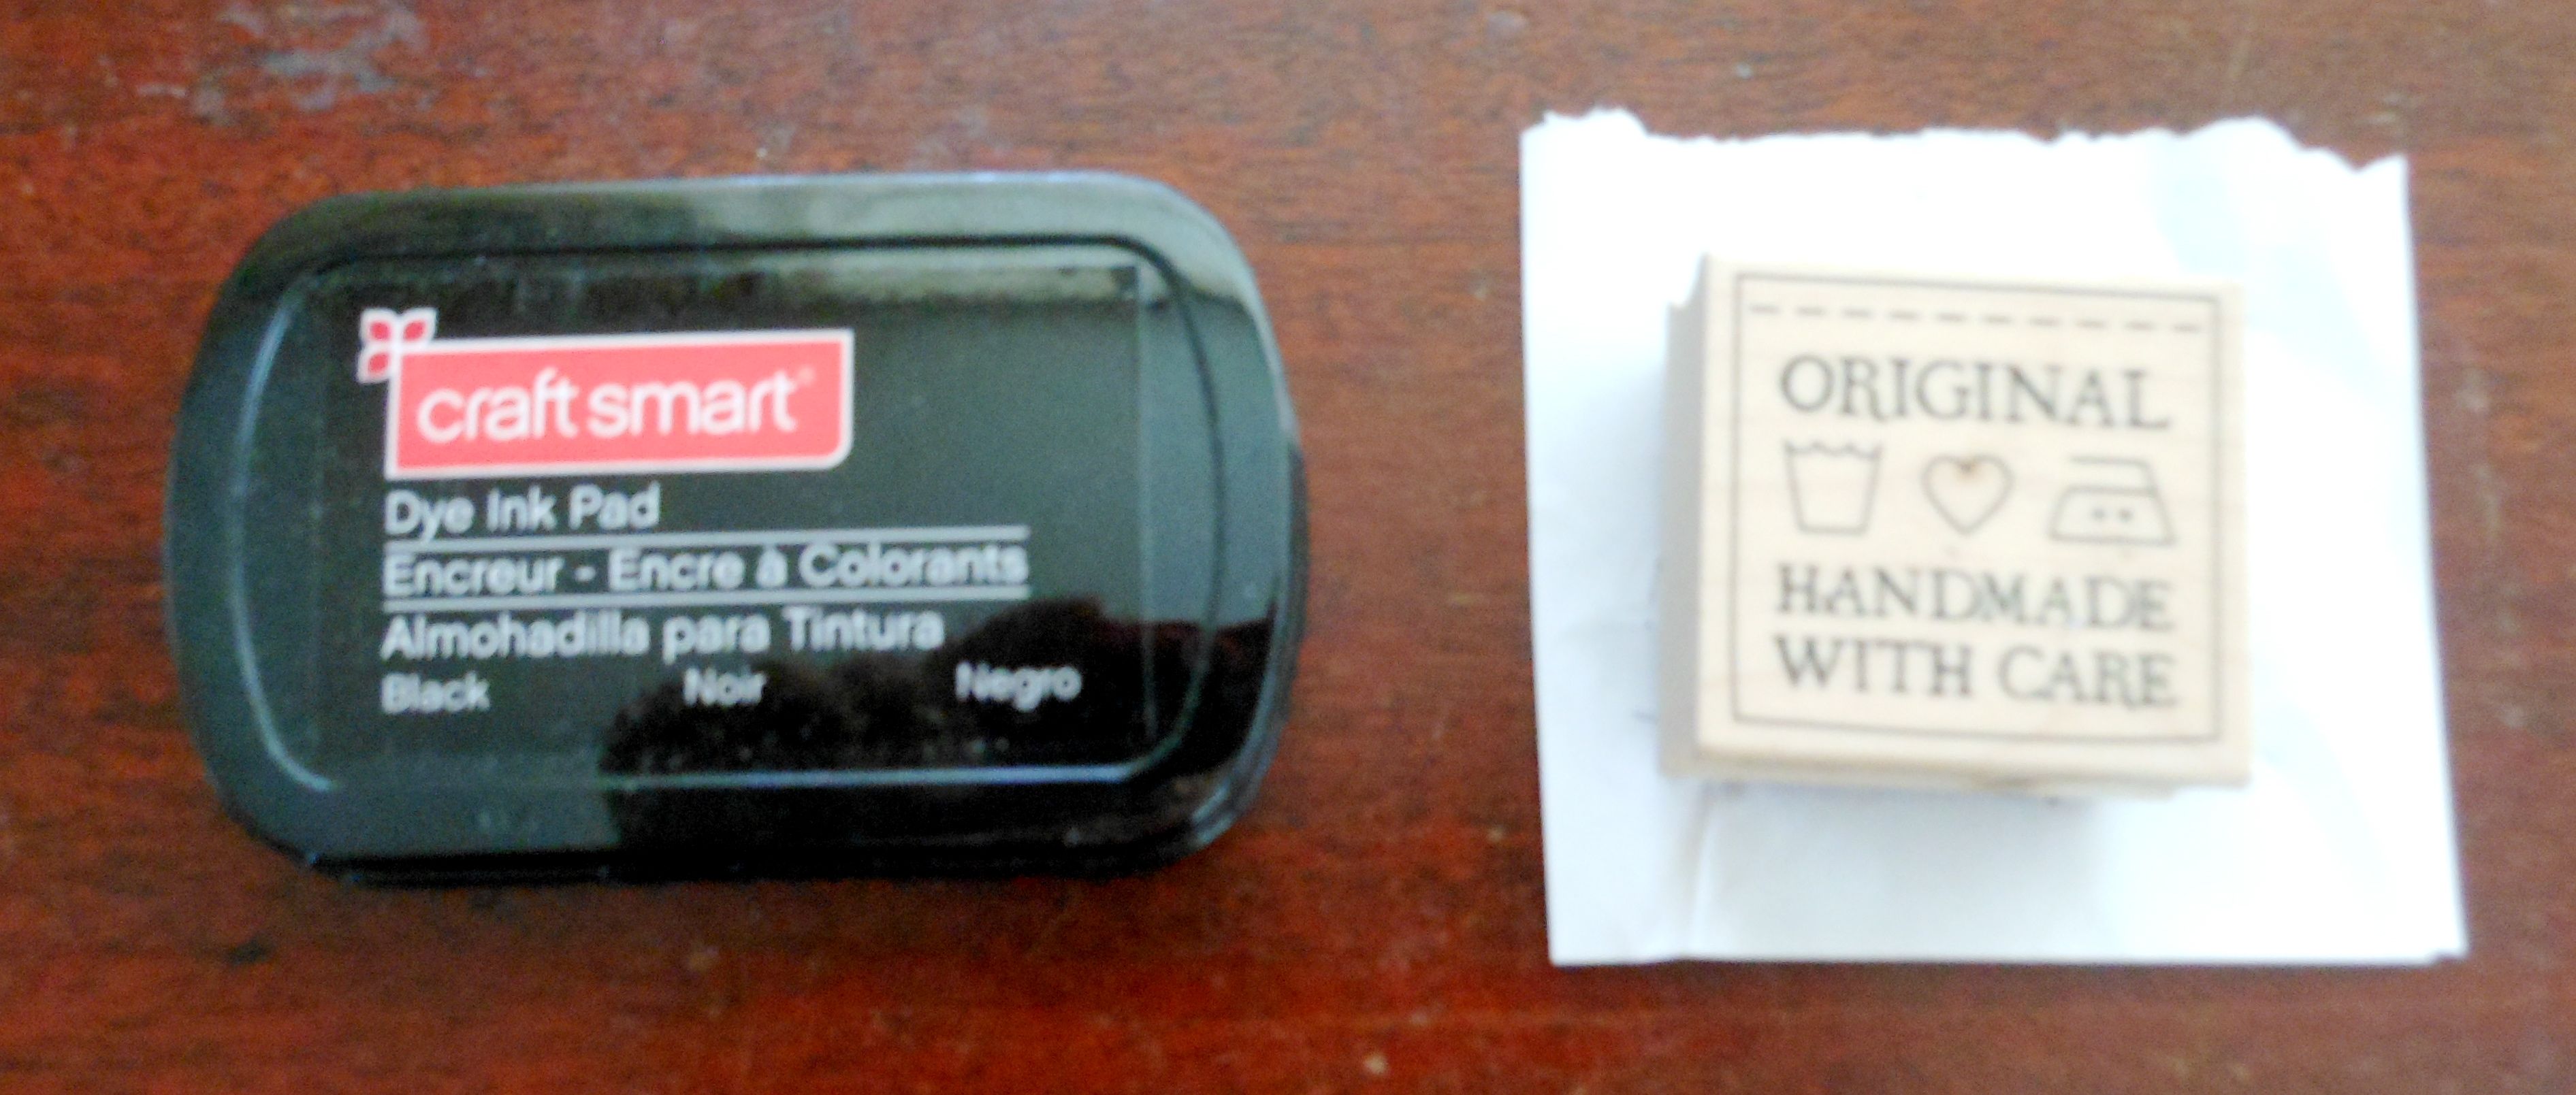 craft smart®
Dye Ink Pad
Encreur - Encre à Colorants
Almohadilla para Tintura
Black Noir Negro
ORIGINAL
HANDMADE
WITH CARE